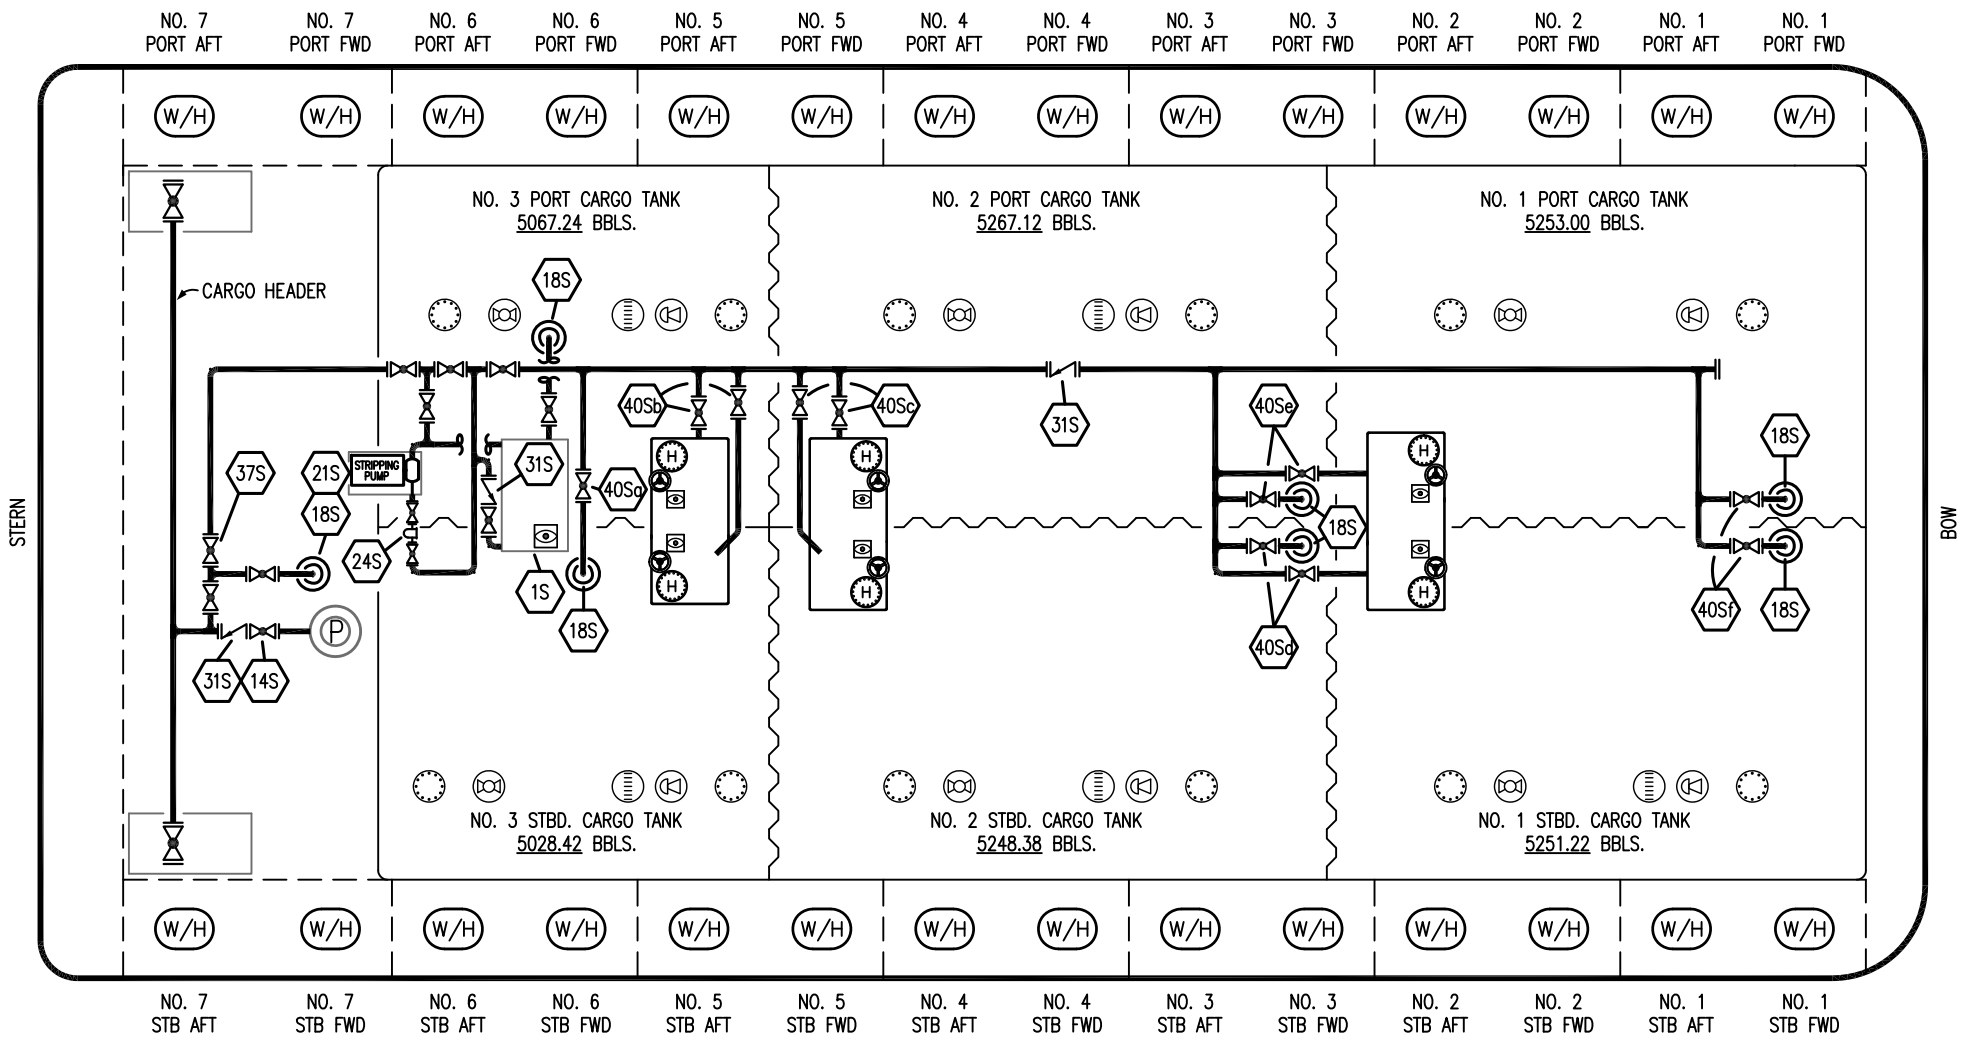 NO. 7 NO. 7 NO. 6 NO. 6 NO. 5 NO. 5 NO. 4 NO. 4 NO. 3 NO. 3 NO. 2 NO. 2 NO. 1 NO. 1
PORT AFT PORT FWD PORT AFT PORT FWD PORT AFT PORT FWD PORT AFT PORT FWD PORT AFT PORT FWD PORT AFT PORT FWD PORT AFT PORT FWD
W/H W/H W/H W/H W/H W/H W/H W/H W/H W/H W/H W/H W/H W/H
NO. 3 PORT CARGO TANK
5067.24 BBLS.
NO. 2 PORT CARGO TANK
5267.12 BBLS.
NO. 1 PORT CARGO TANK
5253.00 BBLS.
CARGO HEADER
18S
40Sb
40Sc
31S
40Se
18S
37S
21S
18S
STRIPPING
PUMP
31S
40Sa
H
H
H
18S
24S
1S
H
H
H
STERN
BOW
18S
P
40Sd
40Sf
18S
31S
14S
NO. 3 STBD. CARGO TANK
5028.42 BBLS.
NO. 2 STBD. CARGO TANK
5248.38 BBLS.
NO. 1 STBD. CARGO TANK
5251.22 BBLS.
W/H W/H W/H W/H W/H W/H W/H W/H W/H W/H W/H W/H W/H W/H
NO. 7 NO. 7 NO. 6 NO. 6 NO. 5 NO. 5 NO. 4 NO. 4 NO. 3 NO. 3 NO. 2 NO. 2 NO. 1 NO. 1
STB AFT STB FWD STB AFT STB FWD STB AFT STB FWD STB AFT STB FWD STB AFT STB FWD STB AFT STB FWD STB AFT STB FWD